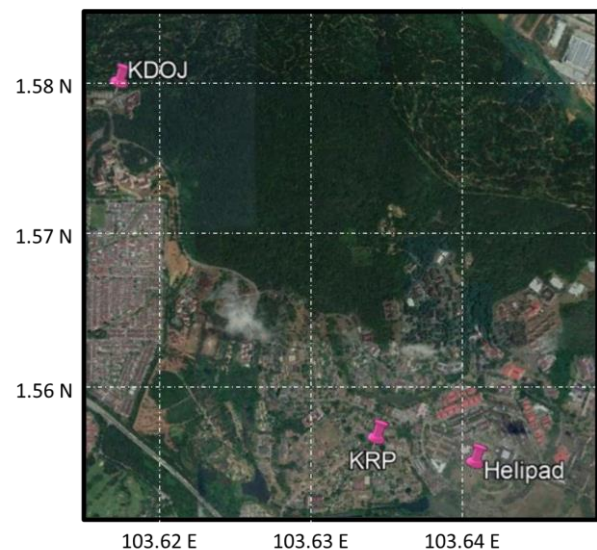 KDOJ
1.58 N
1.57 N
1.56 N
KRP
Helipad
103.62 E
103.63 E
103.64 E